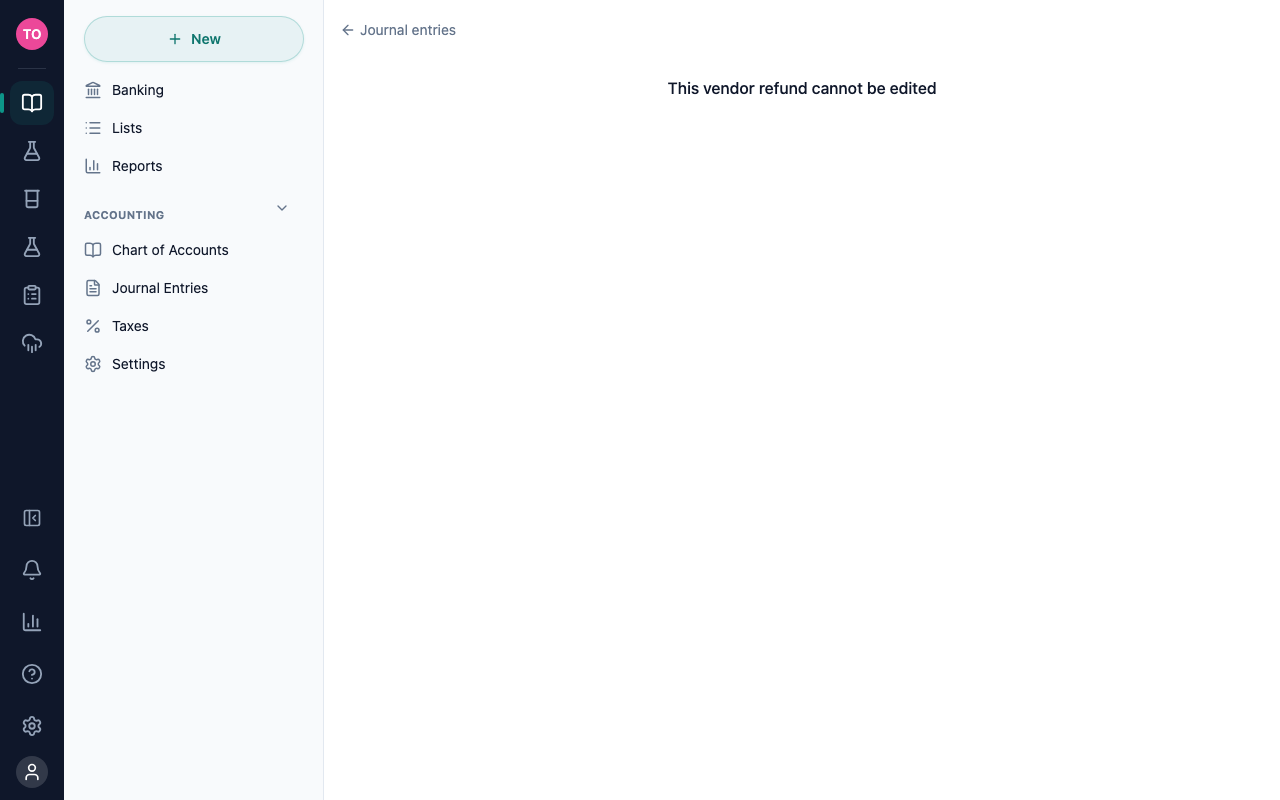 TO
New
Banking
Lists
Reports
ACCOUNTING
Chart of Accounts
Journal Entries
Taxes
Settings
Journal entries
This vendor refund cannot be edited